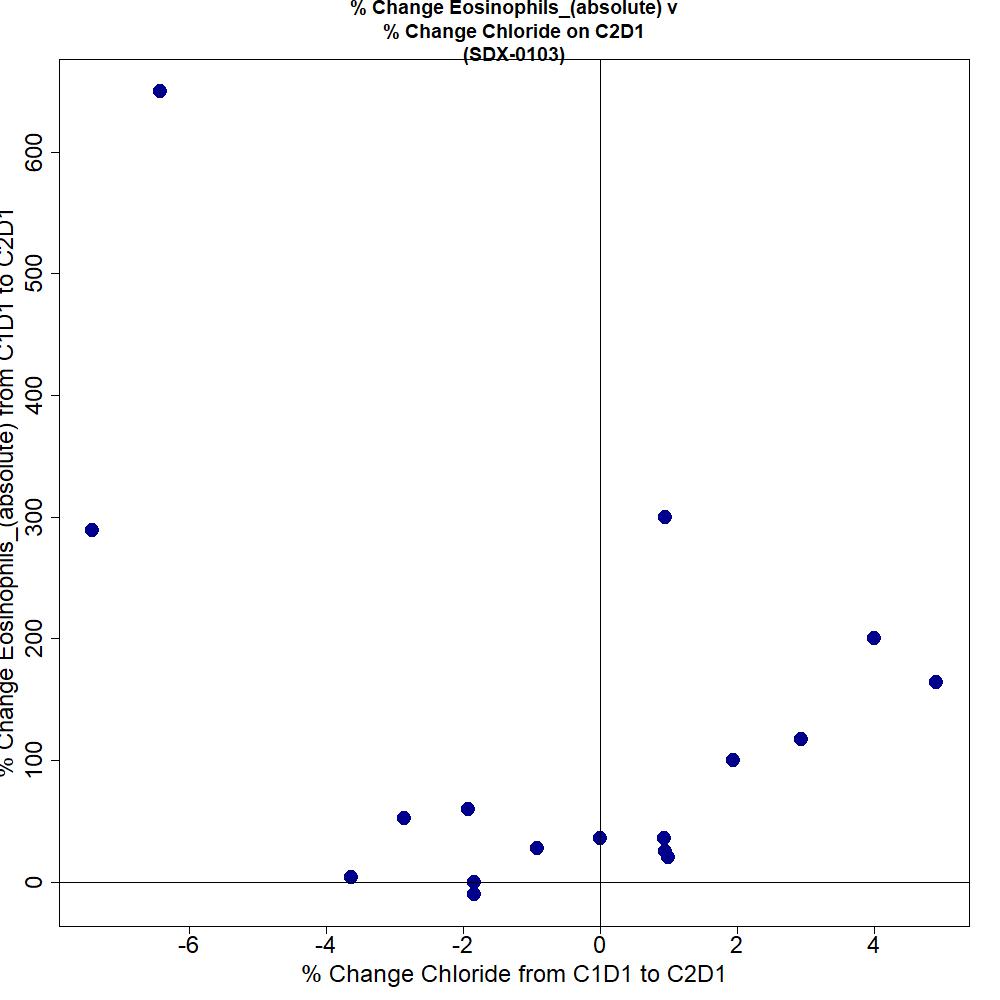 % Change Eosinophils_(absolute) v
% Change Chloride on C2D1
(SDX-0103)
% Change Eosinophils_(absolute) from C1D1 to C2D1
600
500
400
300
200
100
0
-6
-4
-2
0
2
4
% Change Chloride from C1D1 to C2D1